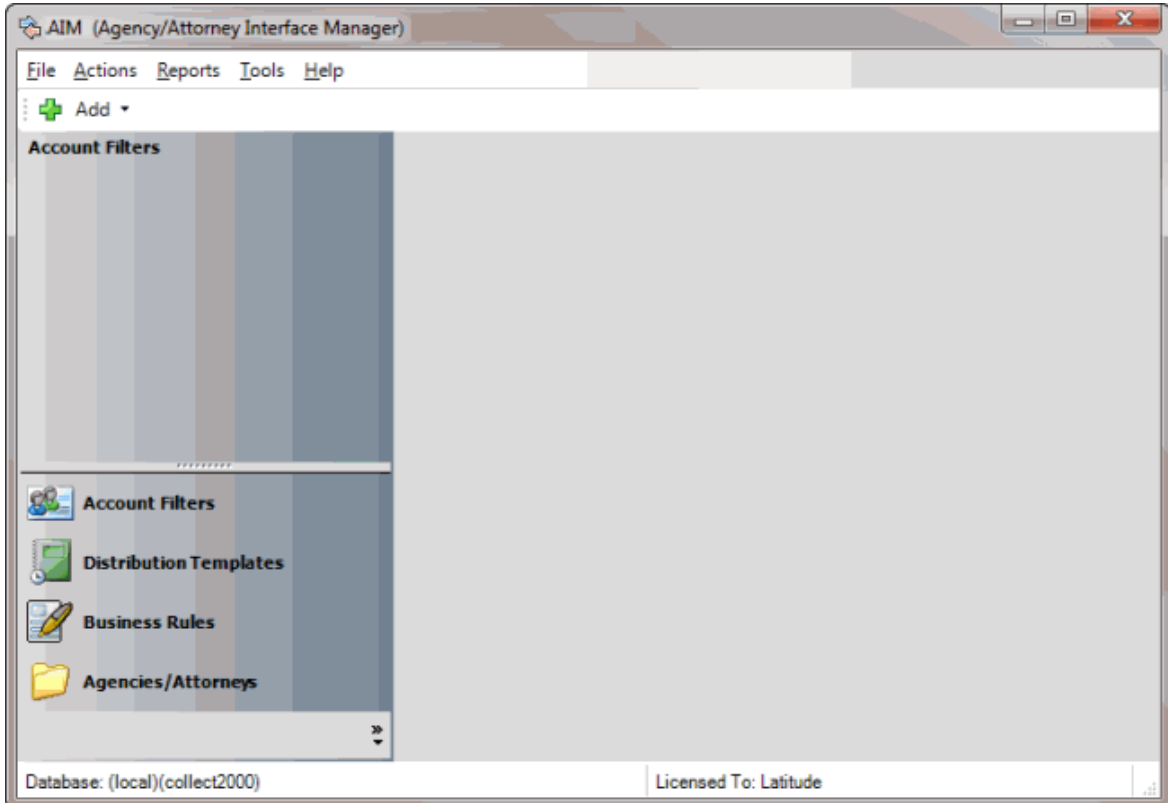 AIM (Agency/Attorney Interface Manager)
File Actions Reports Tools Help
Add
Account Filters
Account Filters
Distribution Templates
Business Rules
Agencies/Attorneys
Database: (local)(collect2000) Licensed To: Latitude